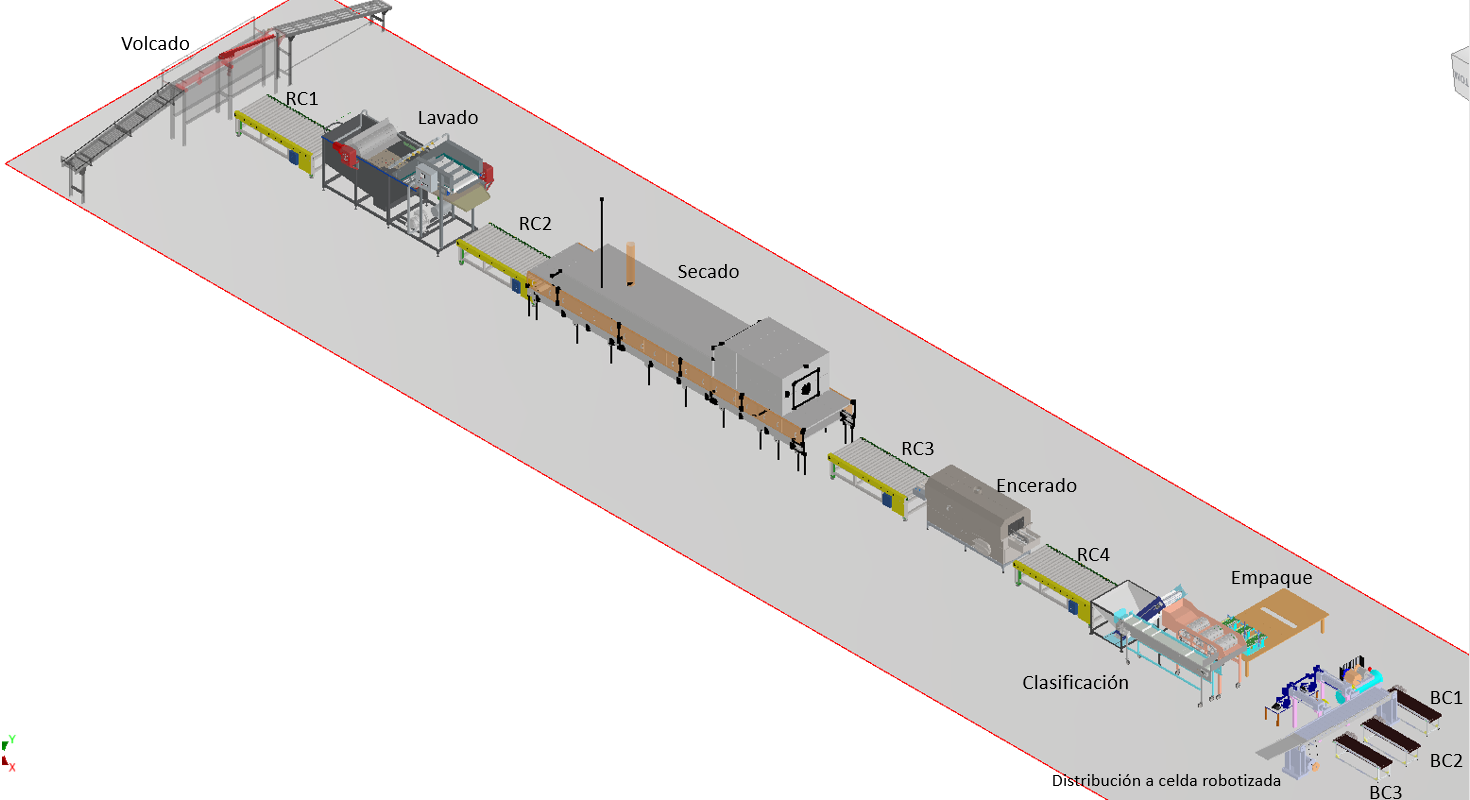 Volcado
RC1
Lavado
RC2
Secado
RC3
Encerado
RC4
Empaque
Clasificación
BC1
BC2
Distribución a celda robotizada
BC3
Y
X